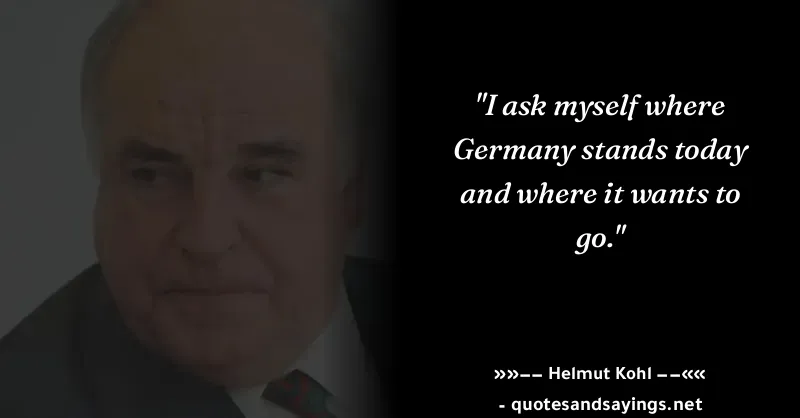 "I ask myself where
Germany stands today
and where it wants to
go."
»»−− Helmut Kohl −−««
- quotesandsayings.net